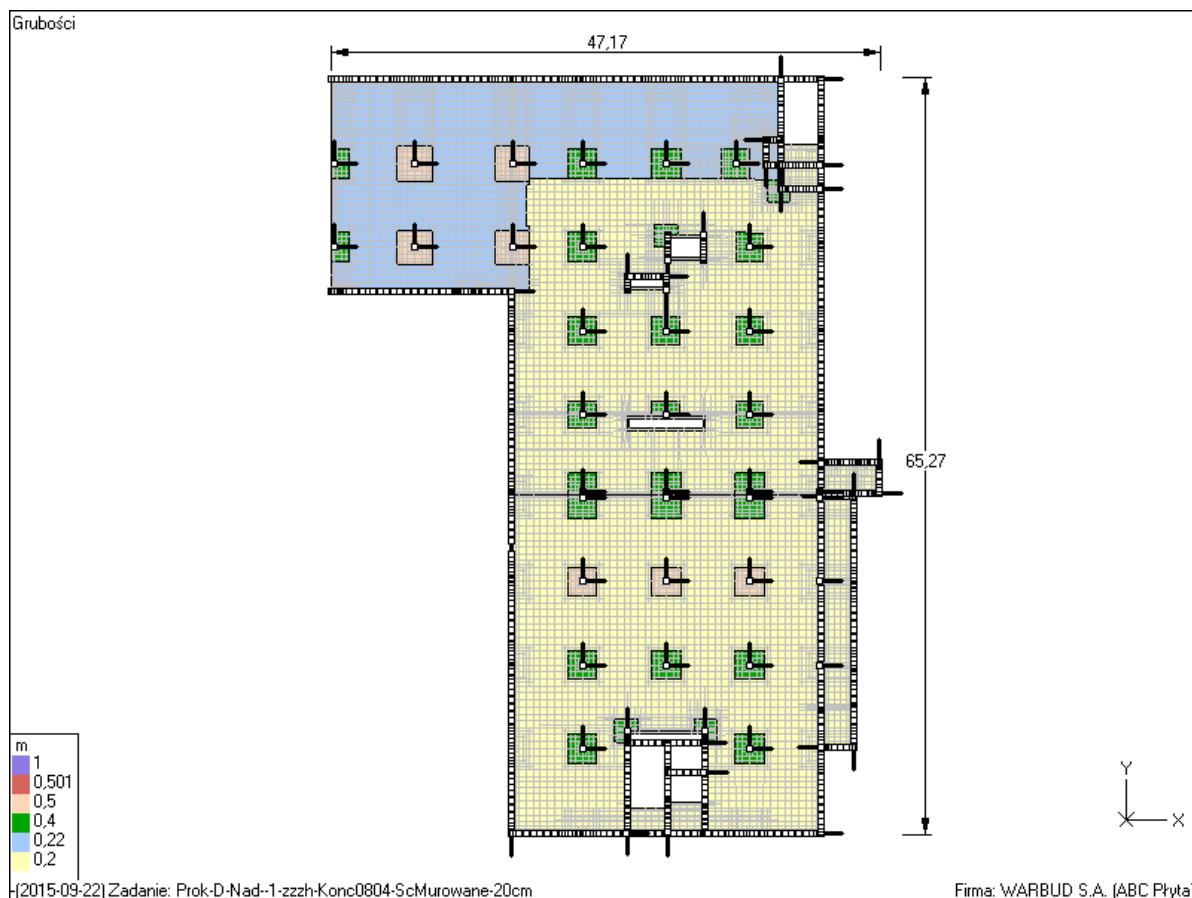 Grubości
47,17
65,27
m
1
0,501
0,5
0,4
0,22
0,2
Y
X
-(2015-09-22) Zadanie: Prok-D-Nad--1-zzzh-Konc0804-ScMurowane-20cm
Firma: WARBUD S.A. (ABC Płyta)